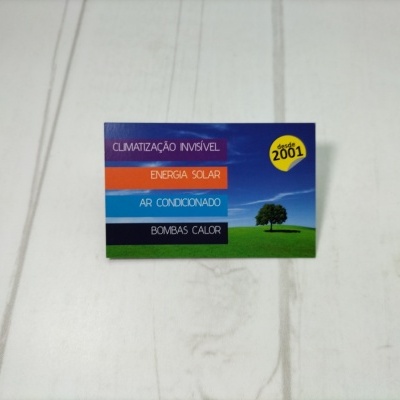 CLIMATIZAÇÃO INVISÍVEL
ENERGIA SOLAR
AR CONDICIONADO
BOMBAS CALOR
desde
2001